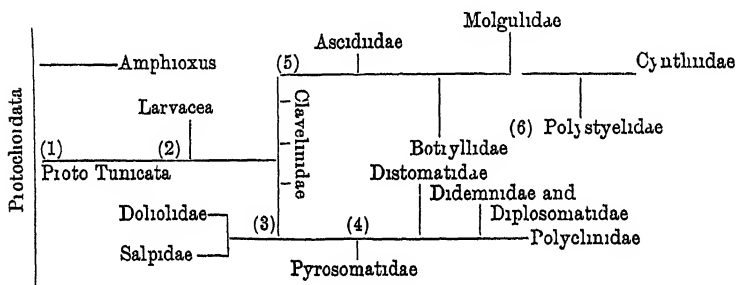 Molgulidae
Ascidiidae
Amphioxus
(5)
Cynthiidae
Larvacea
Protochordata
Clavelinidae
(6) Polystyelidae
(1)
(2)
Botryllidae
Proto Tunicata
Distomatidae
Didemnidae and
Doliolidae
(3)
(4)
Diplosomatidae
Polyclinidae
Salpidae
Pyrosomatidae